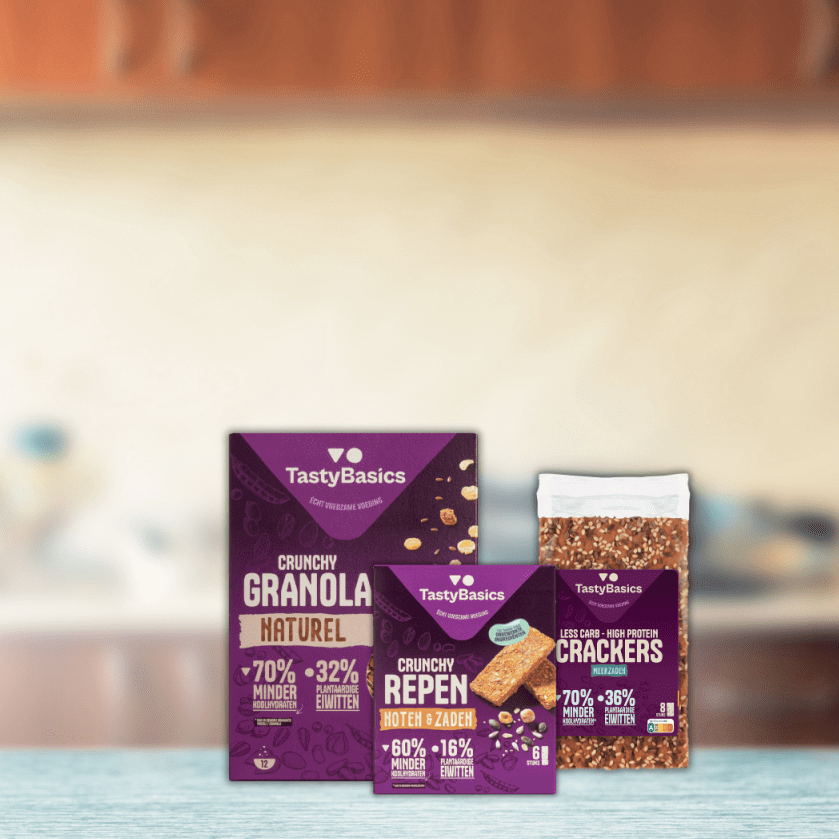 TastyBasics
ECHT VOEDZAME VOEDING
CRUNCHY
GRANOLA
NATUREL
70%
MINDER
KOOLHYDRATEN
32%
PLANTAARDIGE
EIWITTEN
12
TastyBasics
ECHT VOEDZAME VOEDING
CRUNCHY
REPEN
NOTEN & ZADEN
60%
MINDER
KOOLHYDRATEN
16%
PLANTAARDIGE
EIWITTEN
6
STUKS
TastyBasics
ECHT VOEDZAME VOEDING
LESS CARB - HIGH PROTEIN
CRACKERS
MEERZADEN
70%
MINDER
KOOLHYDRATEN*
36%
PLANTAARDIGE
EIWITTEN
8
STUKS
A